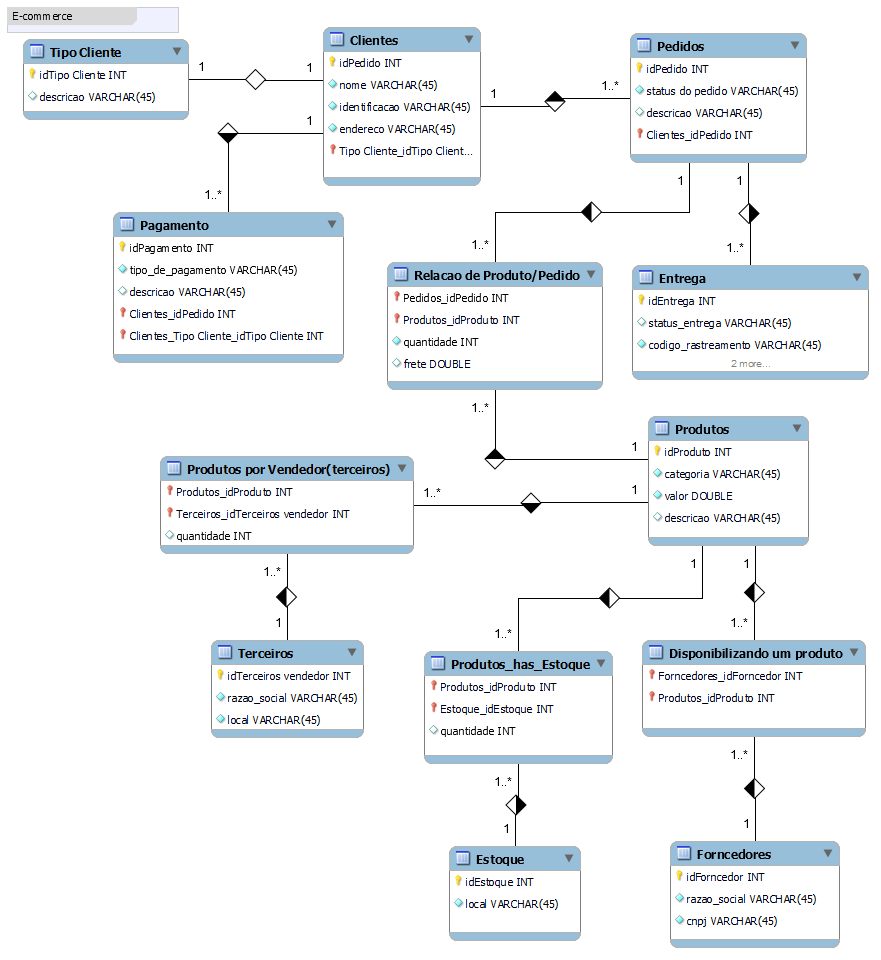 E-commerce
Tipo Cliente
idTipo Cliente INT
descricao VARCHAR(45)
1
1
Clientes
idPedido INT
nome VARCHAR(45)
identificacao VARCHAR(45)
endereco VARCHAR(45)
Tipo Cliente_idTipo Client...
1
1..*
Pedidos
idPedido INT
status do pedido VARCHAR(45)
descricao VARCHAR(45)
Clientes_idPedido INT
1
1..*
Pagamento
idPagamento INT
tipo_de_pagamento VARCHAR(45)
descricao VARCHAR(45)
Clientes_idPedido INT
Clientes_Tipo Cliente_idTipo Cliente INT
1
1..*
Relacao de Produto/Pedido
Pedidos_idPedido INT
Produtos_idProduto INT
quantidade INT
frete DOUBLE
1
1..*
Entrega
idEntrega INT
status_entrega VARCHAR(45)
codigo_rastreamento VARCHAR(45)
2 more...
1..*
1
Produtos
idProduto INT
categoria VARCHAR(45)
valor DOUBLE
descricao VARCHAR(45)
Produtos por Vendedor(terceiros)
Produtos_idProduto INT
Terceiros_idTerceiros vendedor INT
quantidade INT
1..*
1
1..*
1
Terceiros
idTerceiros vendedor INT
razao_social VARCHAR(45)
local VARCHAR(45)
1
1..*
Produtos_has_Estoque
Produtos_idProduto INT
Estoque_idEstoque INT
quantidade INT
1
1..*
Disponibilizando um produto
Forncedores_idForncedor INT
Produtos_idProduto INT
1..*
1
Estoque
idEstoque INT
local VARCHAR(45)
1..*
1
Forncedores
idForncedor INT
razao_social VARCHAR(45)
cnpj VARCHAR(45)